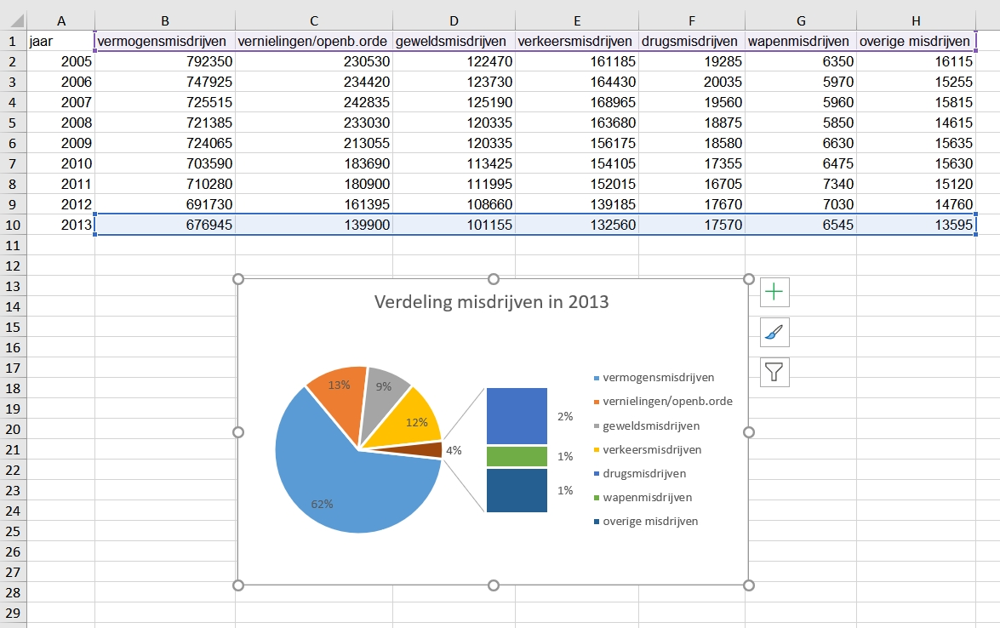 A B C D E F G H
1 jaar vermogensmisdrijven vernielingen/openb.orde geweldsmisdrijven verkeersmisdrijven drugsmisdrijven wapenmisdrijven overige misdrijven
2 2005 792350 230530 122470 161185 19285 6350 16115
3 2006 747925 234420 123730 164430 20035 5970 15255
4 2007 725515 242835 125190 168965 19560 5960 15815
5 2008 721385 233030 120335 163680 18875 5850 14615
6 2009 724065 213055 120335 156175 18580 6630 15635
7 2010 703590 183690 113425 154105 17355 6475 15630
8 2011 710280 180900 111995 152015 16705 7340 15120
9 2012 691730 161395 108660 139185 17670 7030 14760
10 2013 676945 139900 101155 132560 17570 6545 13595
11
12
13
14
15
16
17
18
19
20
21
22
23
24
25
26
27
28
29
Verdeling misdrijven in 2013
13%
9%
12%
4%
62%
2%
1%
1%
vermogensmisdrijven
vernielingen/openb.orde
geweldsmisdrijven
verkeersmisdrijven
drugsmisdrijven
wapenmisdrijven
overige misdrijven